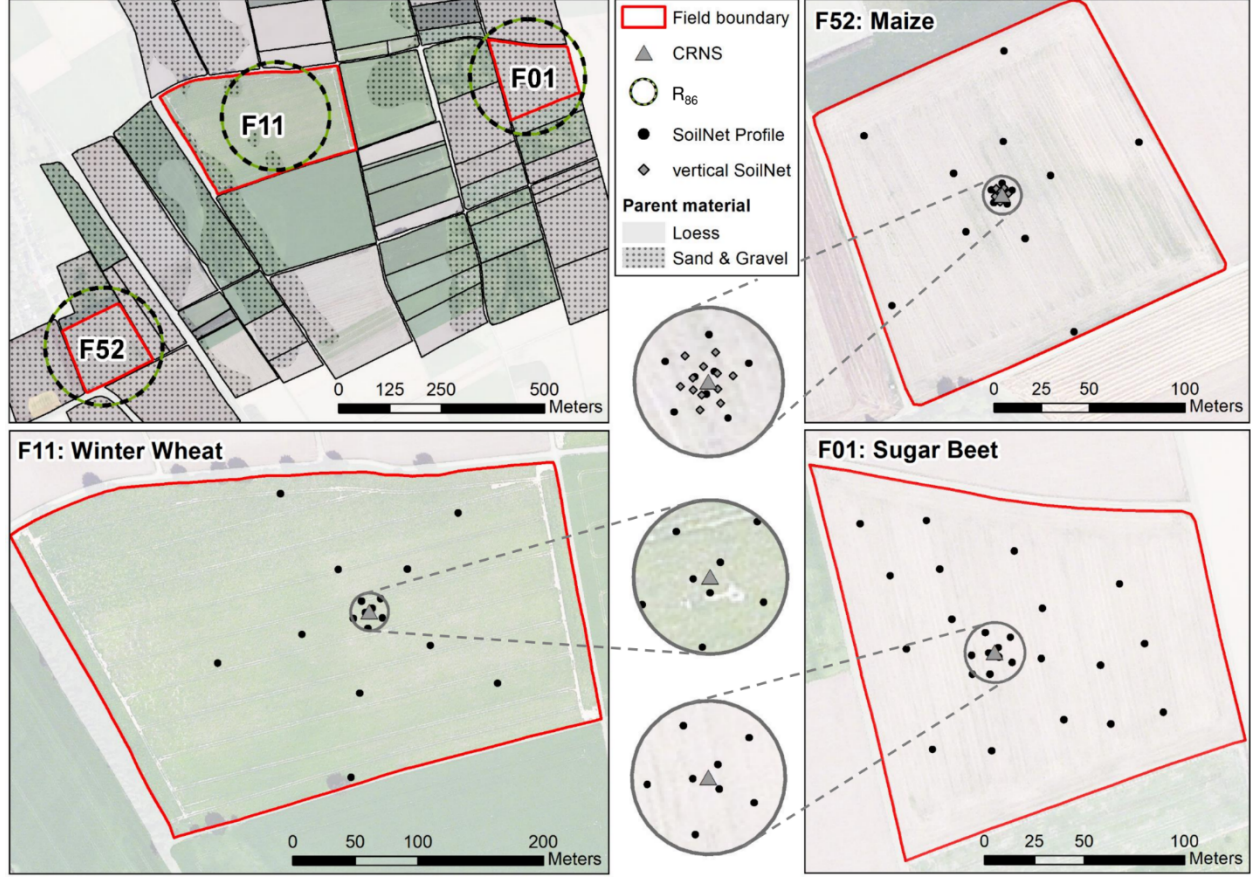 F11
F01
F52
0 125 250 500
Meters
Field boundary
CRNS
R86
SoilNet Profile
vertical SoilNet
Parent material
Loess
Sand & Gravel
F52: Maize
0 25 50 100
Meters
F11: Winter Wheat
0 50 100 200
Meters
F01: Sugar Beet
0 25 50 100
Meters